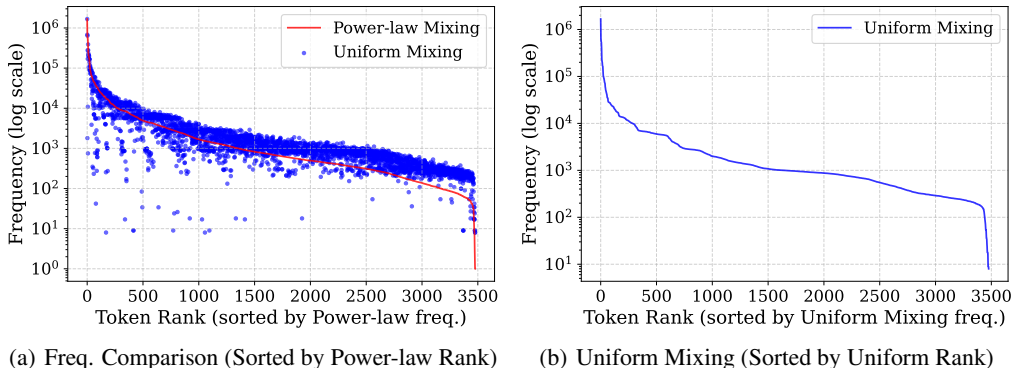 Frequency (log scale)
10⁶
10⁵
10⁴
10³
10²
10¹
10⁰
Power-law Mixing
Uniform Mixing
0 500 1000 1500 2000 2500 3000 3500
Token Rank (sorted by Power-law freq.)
(a) Freq. Comparison (Sorted by Power-law Rank)
Frequency (log scale)
10⁶
10⁵
10⁴
10³
10²
10¹
Uniform Mixing
0 500 1000 1500 2000 2500 3000 3500
Token Rank (sorted by Uniform Mixing freq.)
(b) Uniform Mixing (Sorted by Uniform Rank)